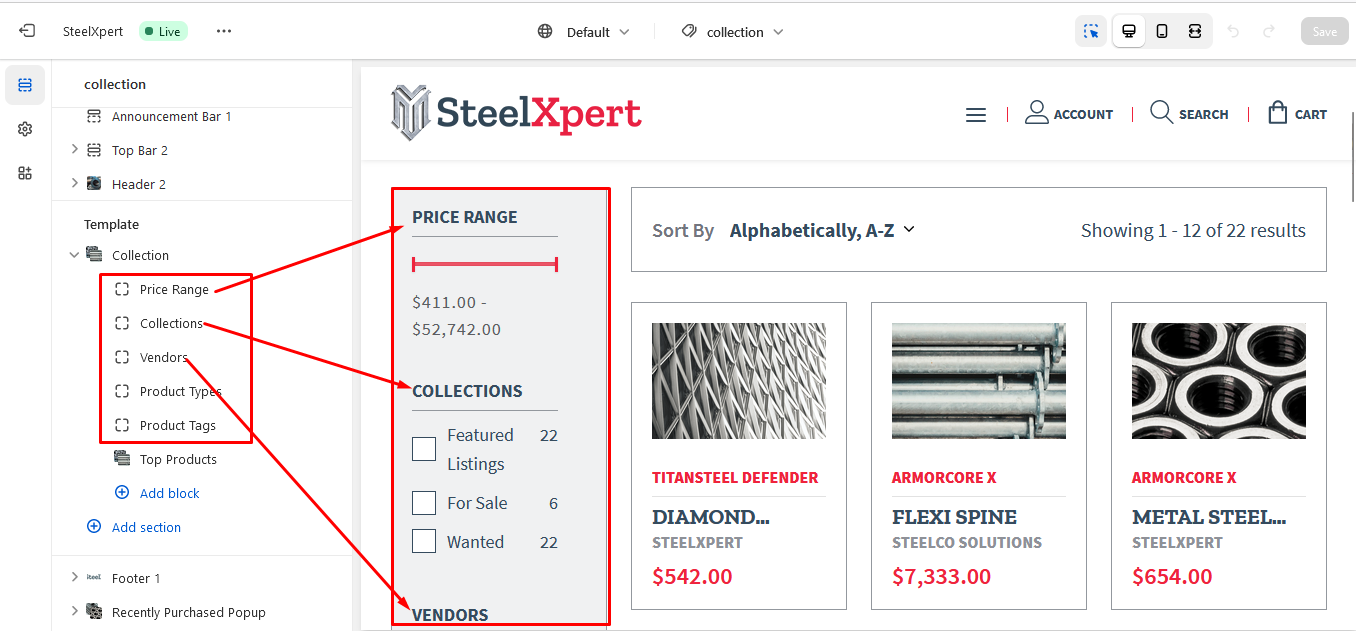 SteelXpert
Live
Default
collection
Save
collection
Announcement Bar 1
Top Bar 2
Header 2
Template
Collection
Price Range
Collections
Vendors
Product Types
Product Tags
Top Products
Add block
Add section
Footer 1
Recently Purchased Popup
SteelXpert
ACCOUNT
SEARCH
CART
PRICE RANGE
$411.00 -
$52,742.00
COLLECTIONS
Featured 22
Listings
For Sale 6
Wanted 22
VENDORS
Sort By Alphabetically, A-Z
Showing 1 - 12 of 22 results
TITANSTEEL DEFENDER
DIAMOND...
STEELXPERT
$542.00
ARMORCORE X
FLEXI SPINE
STEELCO SOLUTIONS
$7,333.00
ARMORCORE X
METAL STEEL...
STEELXPERT
$654.00